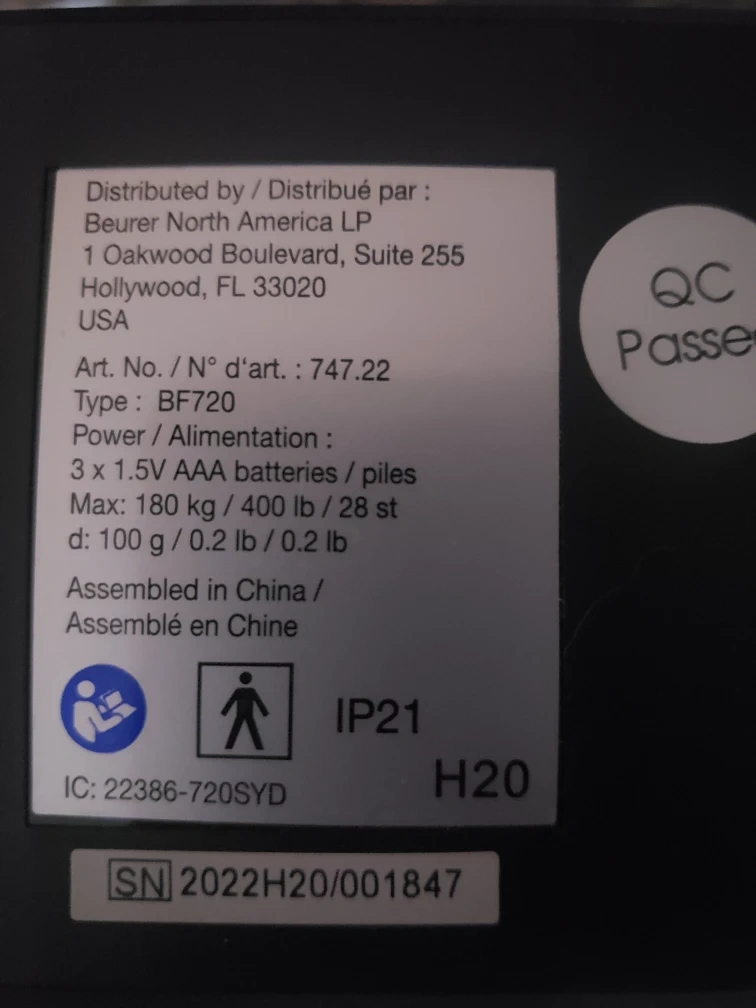 Distributed by / Distribué par :
Beurer North America LP
1 Oakwood Boulevard, Suite 255
Hollywood, FL 33020
USA
Art. No. / N° d'art. : 747.22
Type : BF720
Power / Alimentation :
3 x 1.5V AAA batteries / piles
Max: 180 kg / 400 lb / 28 st
d: 100 g / 0.2 lb / 0.2 lb
Assembled in China /
Assemblé en Chine
IP21
IC: 22386-720SYD
H20
SN 2022H20/001847
QC
Passe